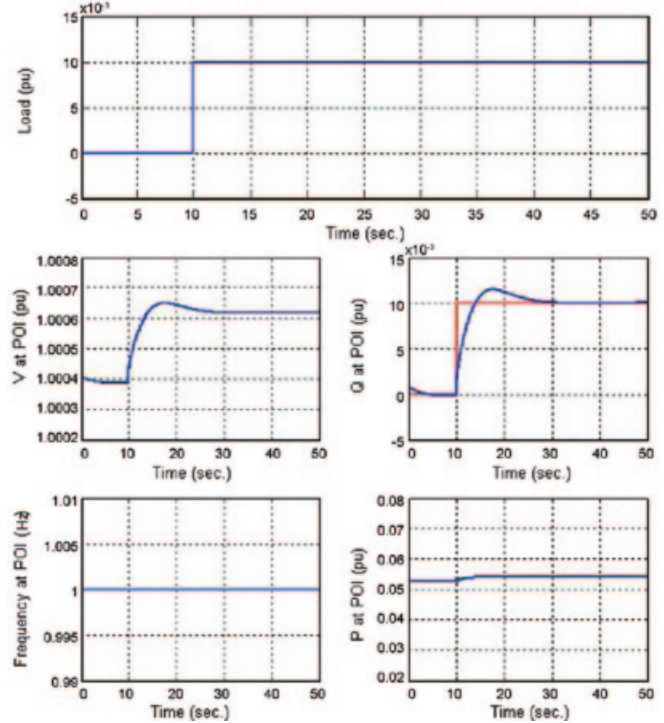 x10⁻³
15
10
5
0
-5
Load (pu)
0 5 10 15 20 25 30 35 40 45 50
Time (sec.)
1.0008
1.0007
1.0006
1.0005
1.0004
1.0003
1.0002
V at POI (pu)
0 10 20 30 40 50
Time (sec.)
x10⁻³
15
10
5
0
-5
Q at POI (pu)
0 10 20 30 40 50
Time (sec.)
1.01
1.005
1
0.995
0.99
Frequency at POI (Hz)
0 10 20 30 40 50
Time (sec.)
0.08
0.07
0.06
0.05
0.04
0.03
0.02
P at POI (pu)
0 10 20 30 40 50
Time (sec.)